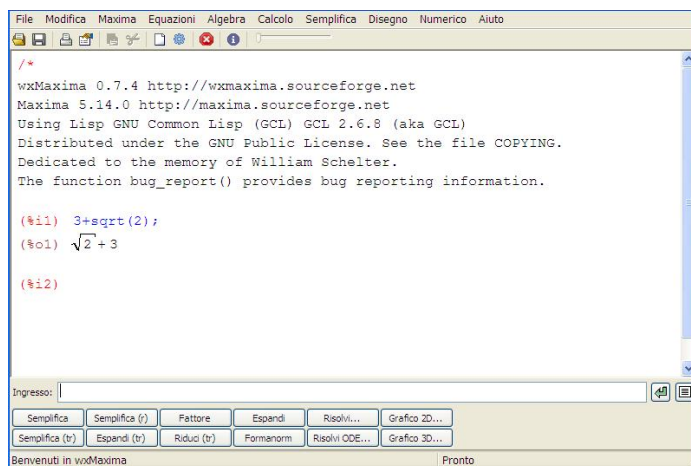 File Modifica Maxima Equazioni Algebra Calcolo Semplifica Disegno Numerico Aiuto
/*
wxMaxima 0.7.4 http://wxmaxima.sourceforge.net
Maxima 5.14.0 http://maxima.sourceforge.net
Using Lisp GNU Common Lisp (GCL) GCL 2.6.8 (aka GCL)
Distributed under the GNU Public License. See the file COPYING.
Dedicated to the memory of William Schelter.
The function bug_report() provides bug reporting information.
(%i1) 3+sqrt(2);
(%o1) √2+3
(%i2)
Ingresso:
Semplifica Semplifica (r) Fattore Espandi Risolvi... Grafico 2D...
Semplifica (tr) Espandi (tr) Riduci (tr) Formanorm Risolvi ODE... Grafico 3D...
Benvenuti in wxMaxima Pronto